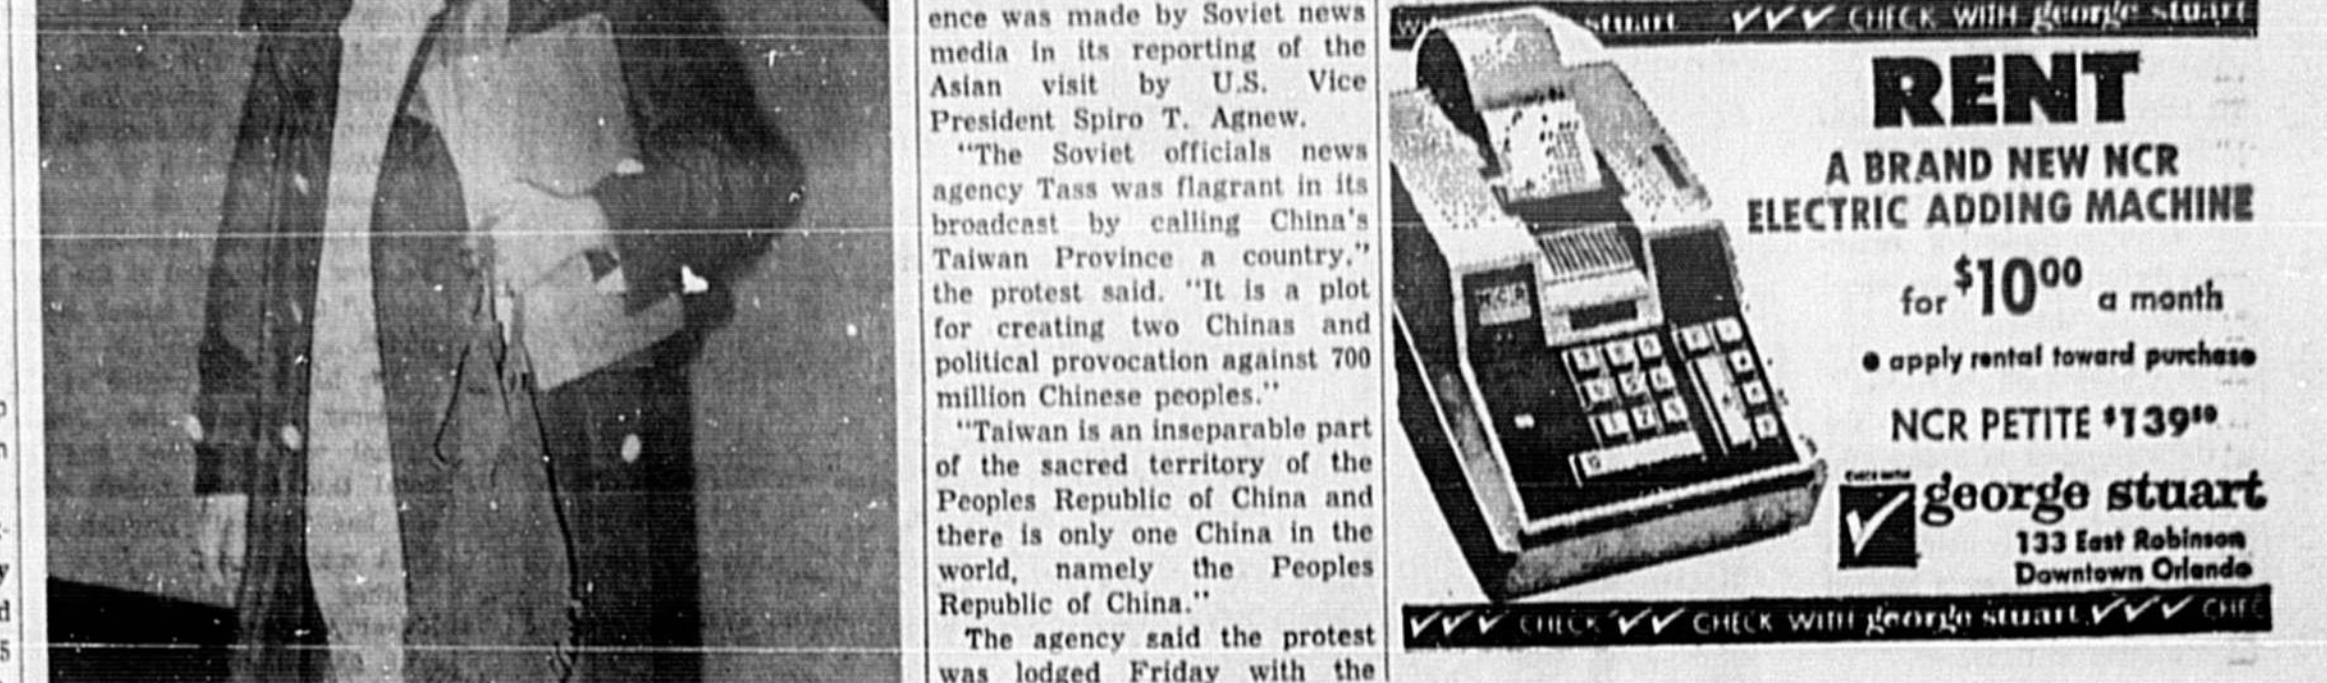 ence was made by Soviet news
media in its reporting of the
Asian visit by U.S. Vice
President Spiro T. Agnew.
"The Soviet officials news
agency Tass was flagrant in its
broadcast by calling China's
Taiwan Province a country,"
the protest said. "It is a plot
for creating two Chinas and
political provocation against 700
million Chinese peoples."
"Taiwan is an inseparable part
of the sacred territory of the
Peoples Republic of China and
there is only one China in the
world, namely the Peoples
Republic of China."
The agency said the protest
was lodged Friday with the
stuart ✓✓✓ CHECK WITH george stuart
RENT
A BRAND NEW NCR
ELECTRIC ADDING MACHINE
for $1000 a month
• apply rental toward purchase
NCR PETITE $13950
NCR
george stuart
133 East Robinson
Downtown Orlando
✓✓✓ CHECK ✓✓ CHECK WITH george stuart ✓✓✓ CHEC